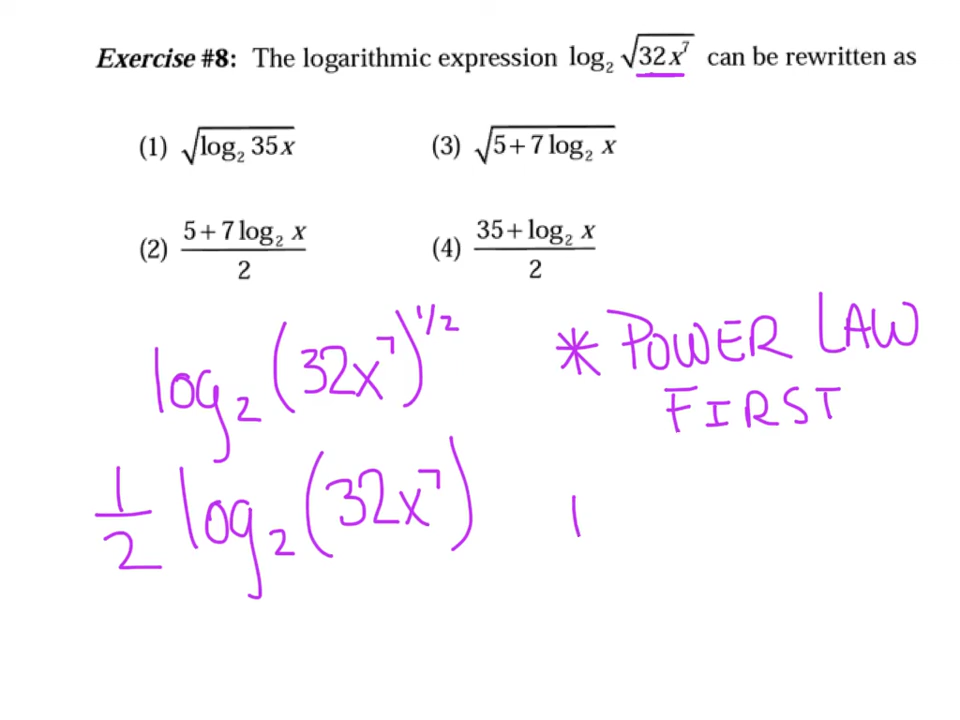 Exercise #8: The logarithmic expression log₂ √(32x⁷) can be rewritten as
(1) √(log₂ 35x) (3) √(5+7 log₂ x)
(2) (5+7 log₂ x)/2 (4) (35+log₂ x)/2
log₂ (32x⁷)^1/2 * POWER LAW
FIRST
1/2 log₂ (32x⁷)